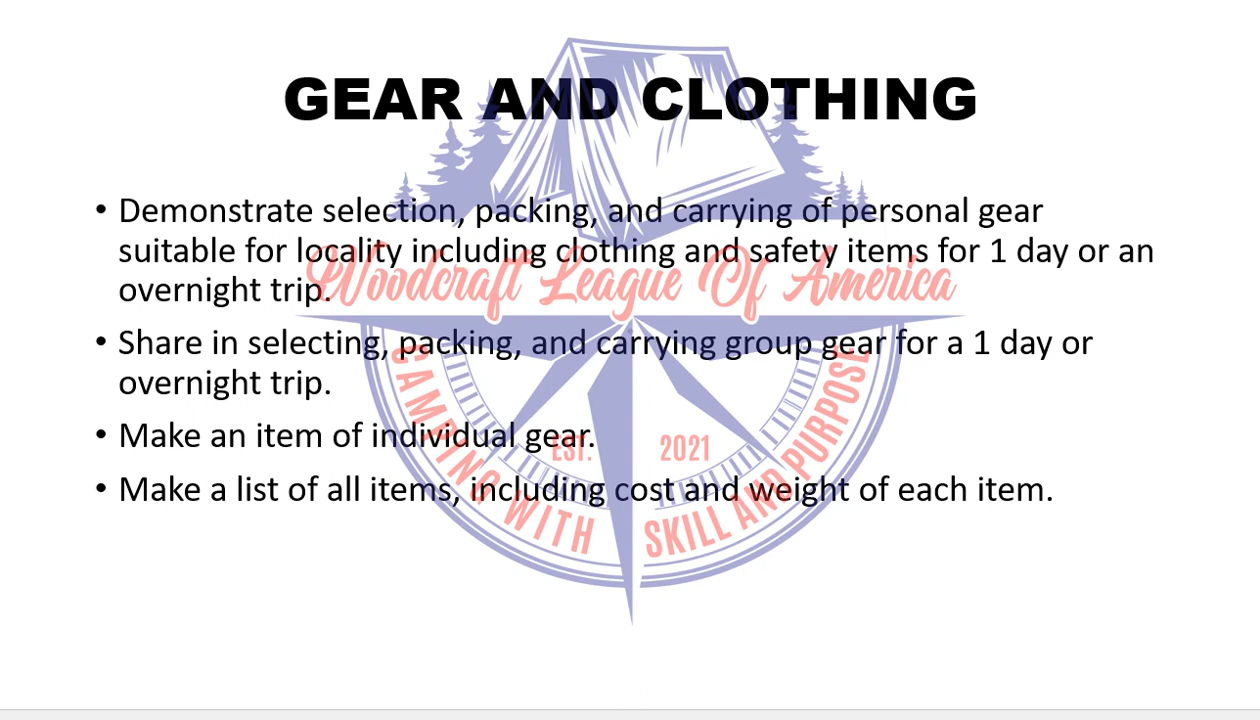 GEAR AND CLOTHING
• Demonstrate selection, packing, and carrying of personal gear
suitable for locality including clothing and safety items for 1 day or an
overnight trip.
Woodcraft League Of America
• Share in selecting, packing, and carrying group gear for a 1 day or
overnight trip.
• Make an item of individual gear.
EST. 2021
• Make a list of all items, including cost and weight of each item.
CAMPING WITH SKILL AND PURPOSE